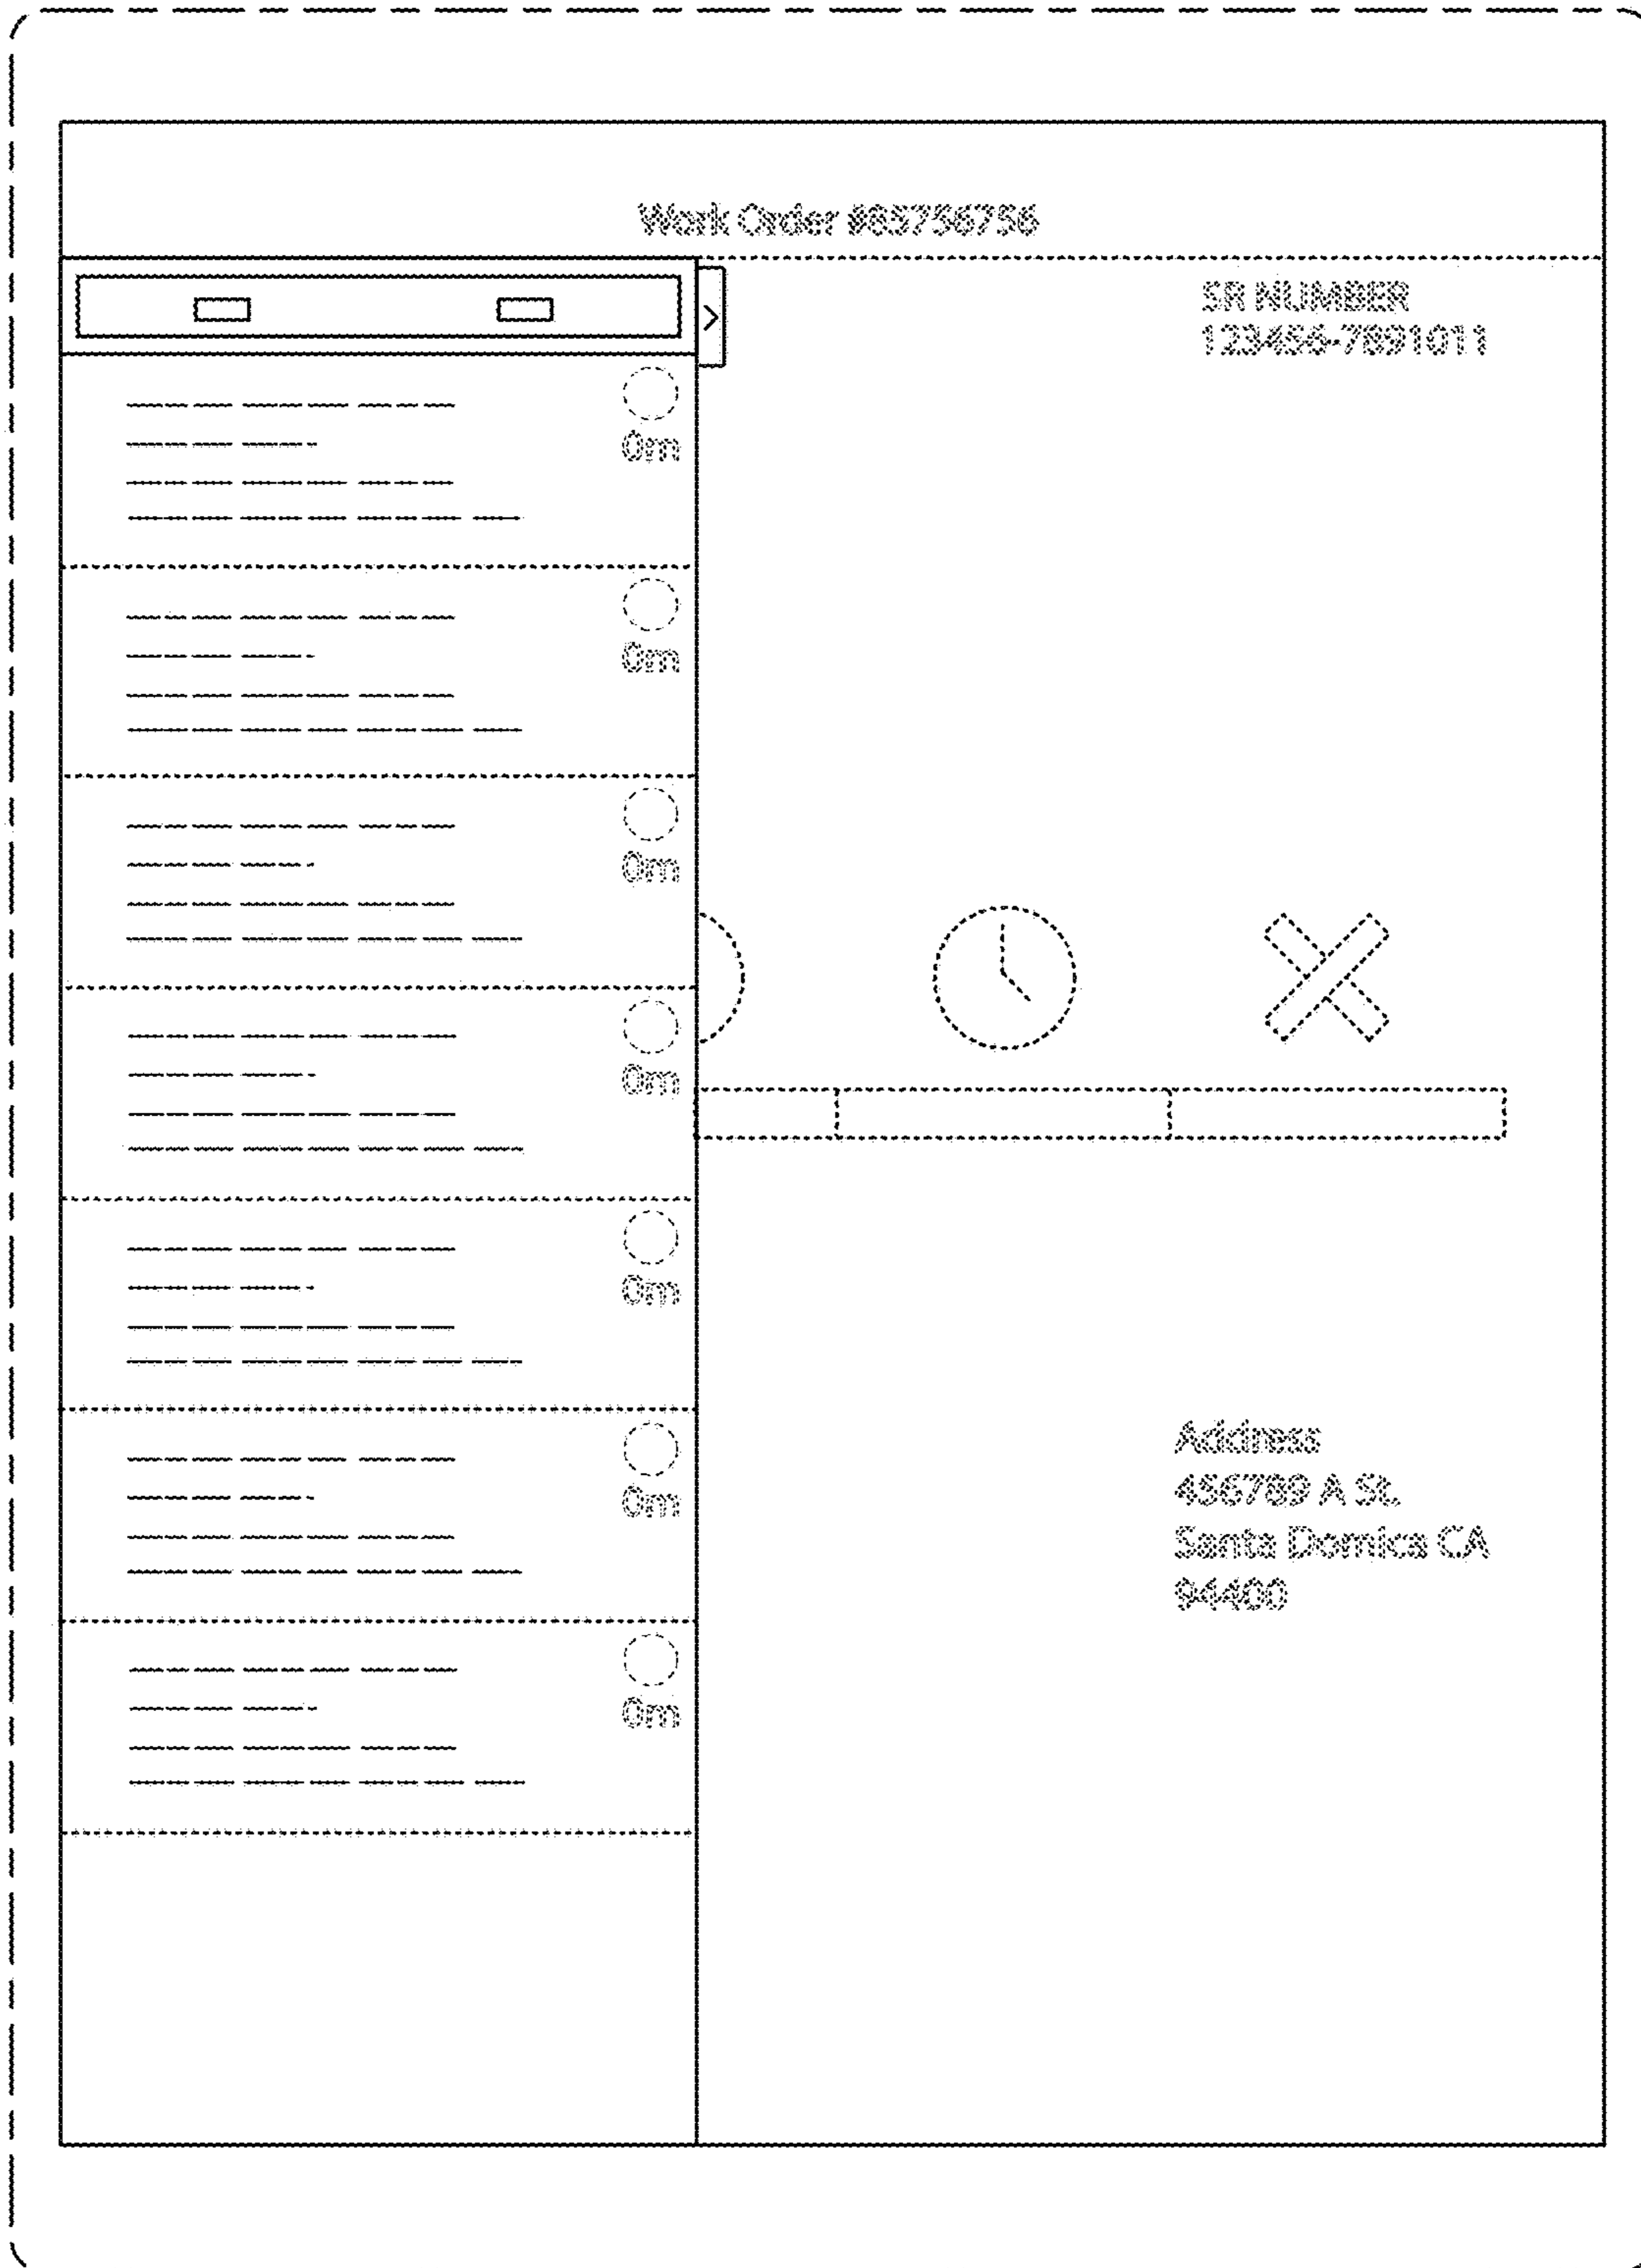 Work Order #85756756
SR NUMBER
123456-7891011
0m
0m
0m
0m
0m
0m
0m
Address
456789 A St.
Santa Domica CA
94400